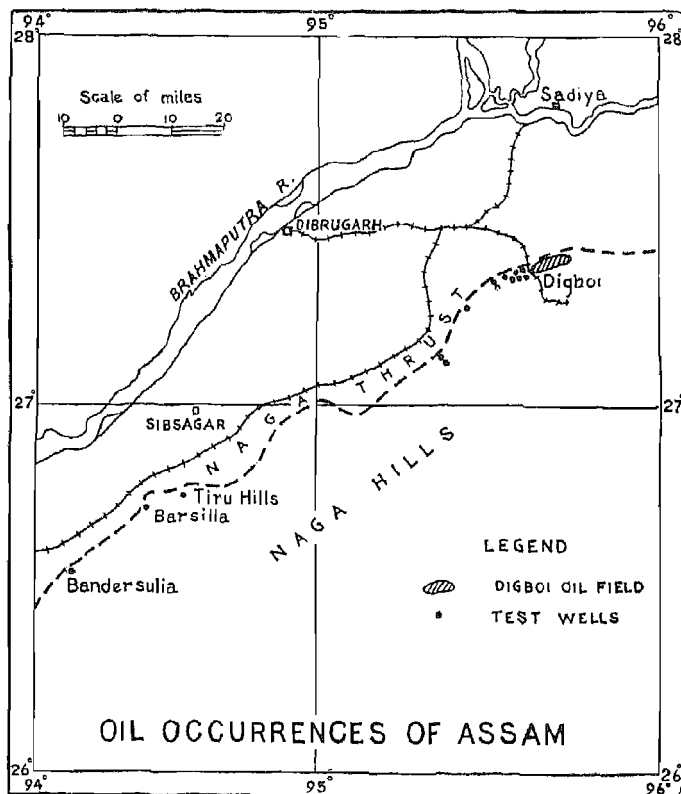 94° 95° 96°
28° 28°
Scale of miles
10 0 10 20
Sadiya
BRAHMAPUTRA R.
DIBRUGARH
Digboi
NAGA THRUST
27° 27°
SIBSAGAR
NAGA HILLS
Tiru Hills
Barsilla
Bandersulia
LEGEND
DIGBOI OIL FIELD
TEST WELLS
OIL OCCURRENCES OF ASSAM
26° 26°
94° 95° 96°